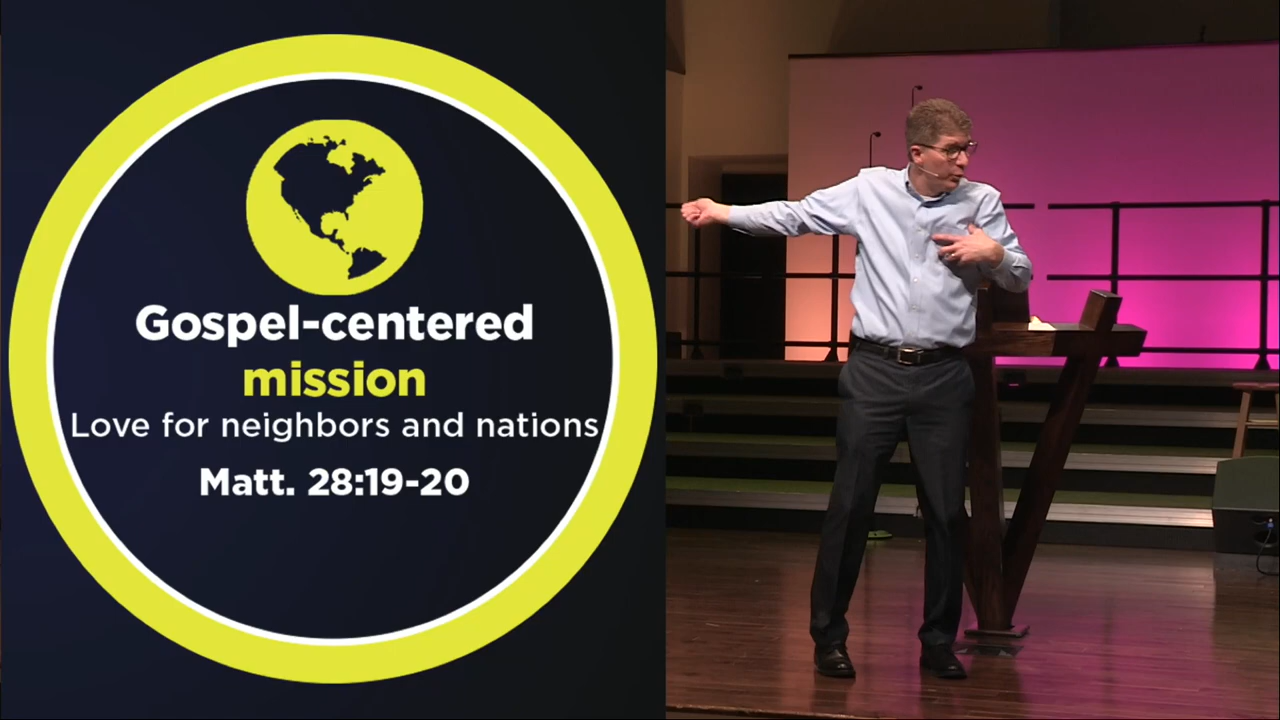 Gospel-centered
mission
Love for neighbors and nations
Matt. 28:19-20